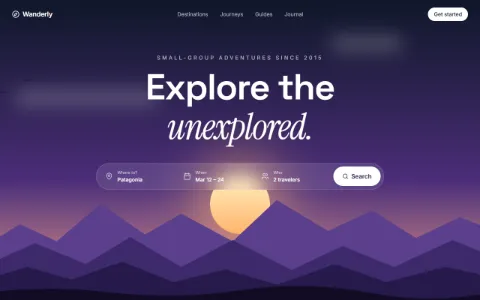 Wanderly
Destinations Journeys Guides Journal
Get started
SMALL-GROUP ADVENTURES SINCE 2015
Explore the
unexplored.
Where to?
Patagonia
When
Mar 12 – 24
Who
2 travelers
Search